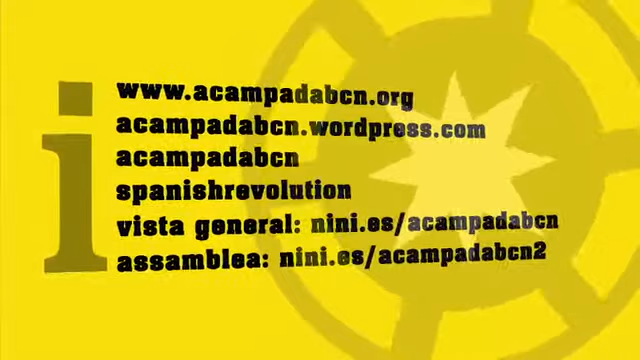 i
www.acampadabcn.org
acampadabcn.wordpress.com
acampadabcn
spanishrevolution
vista general: nini.es/acampadabcn
assamblea: nini.es/acampadabcn2